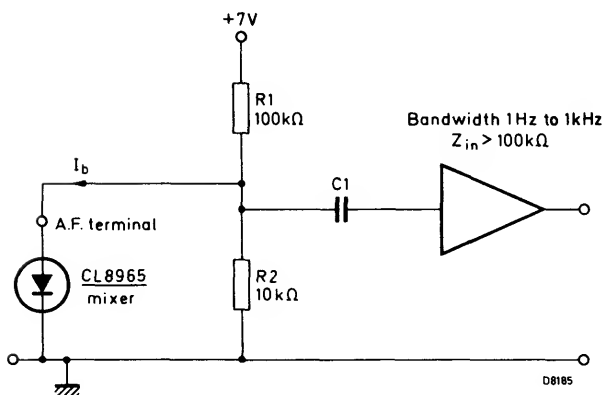 +7V
R1
100kΩ
Bandwidth 1Hz to 1kHz
Zin > 100kΩ
Ib
C1
A.F. terminal
CL8965
mixer
R2
10kΩ
D8185